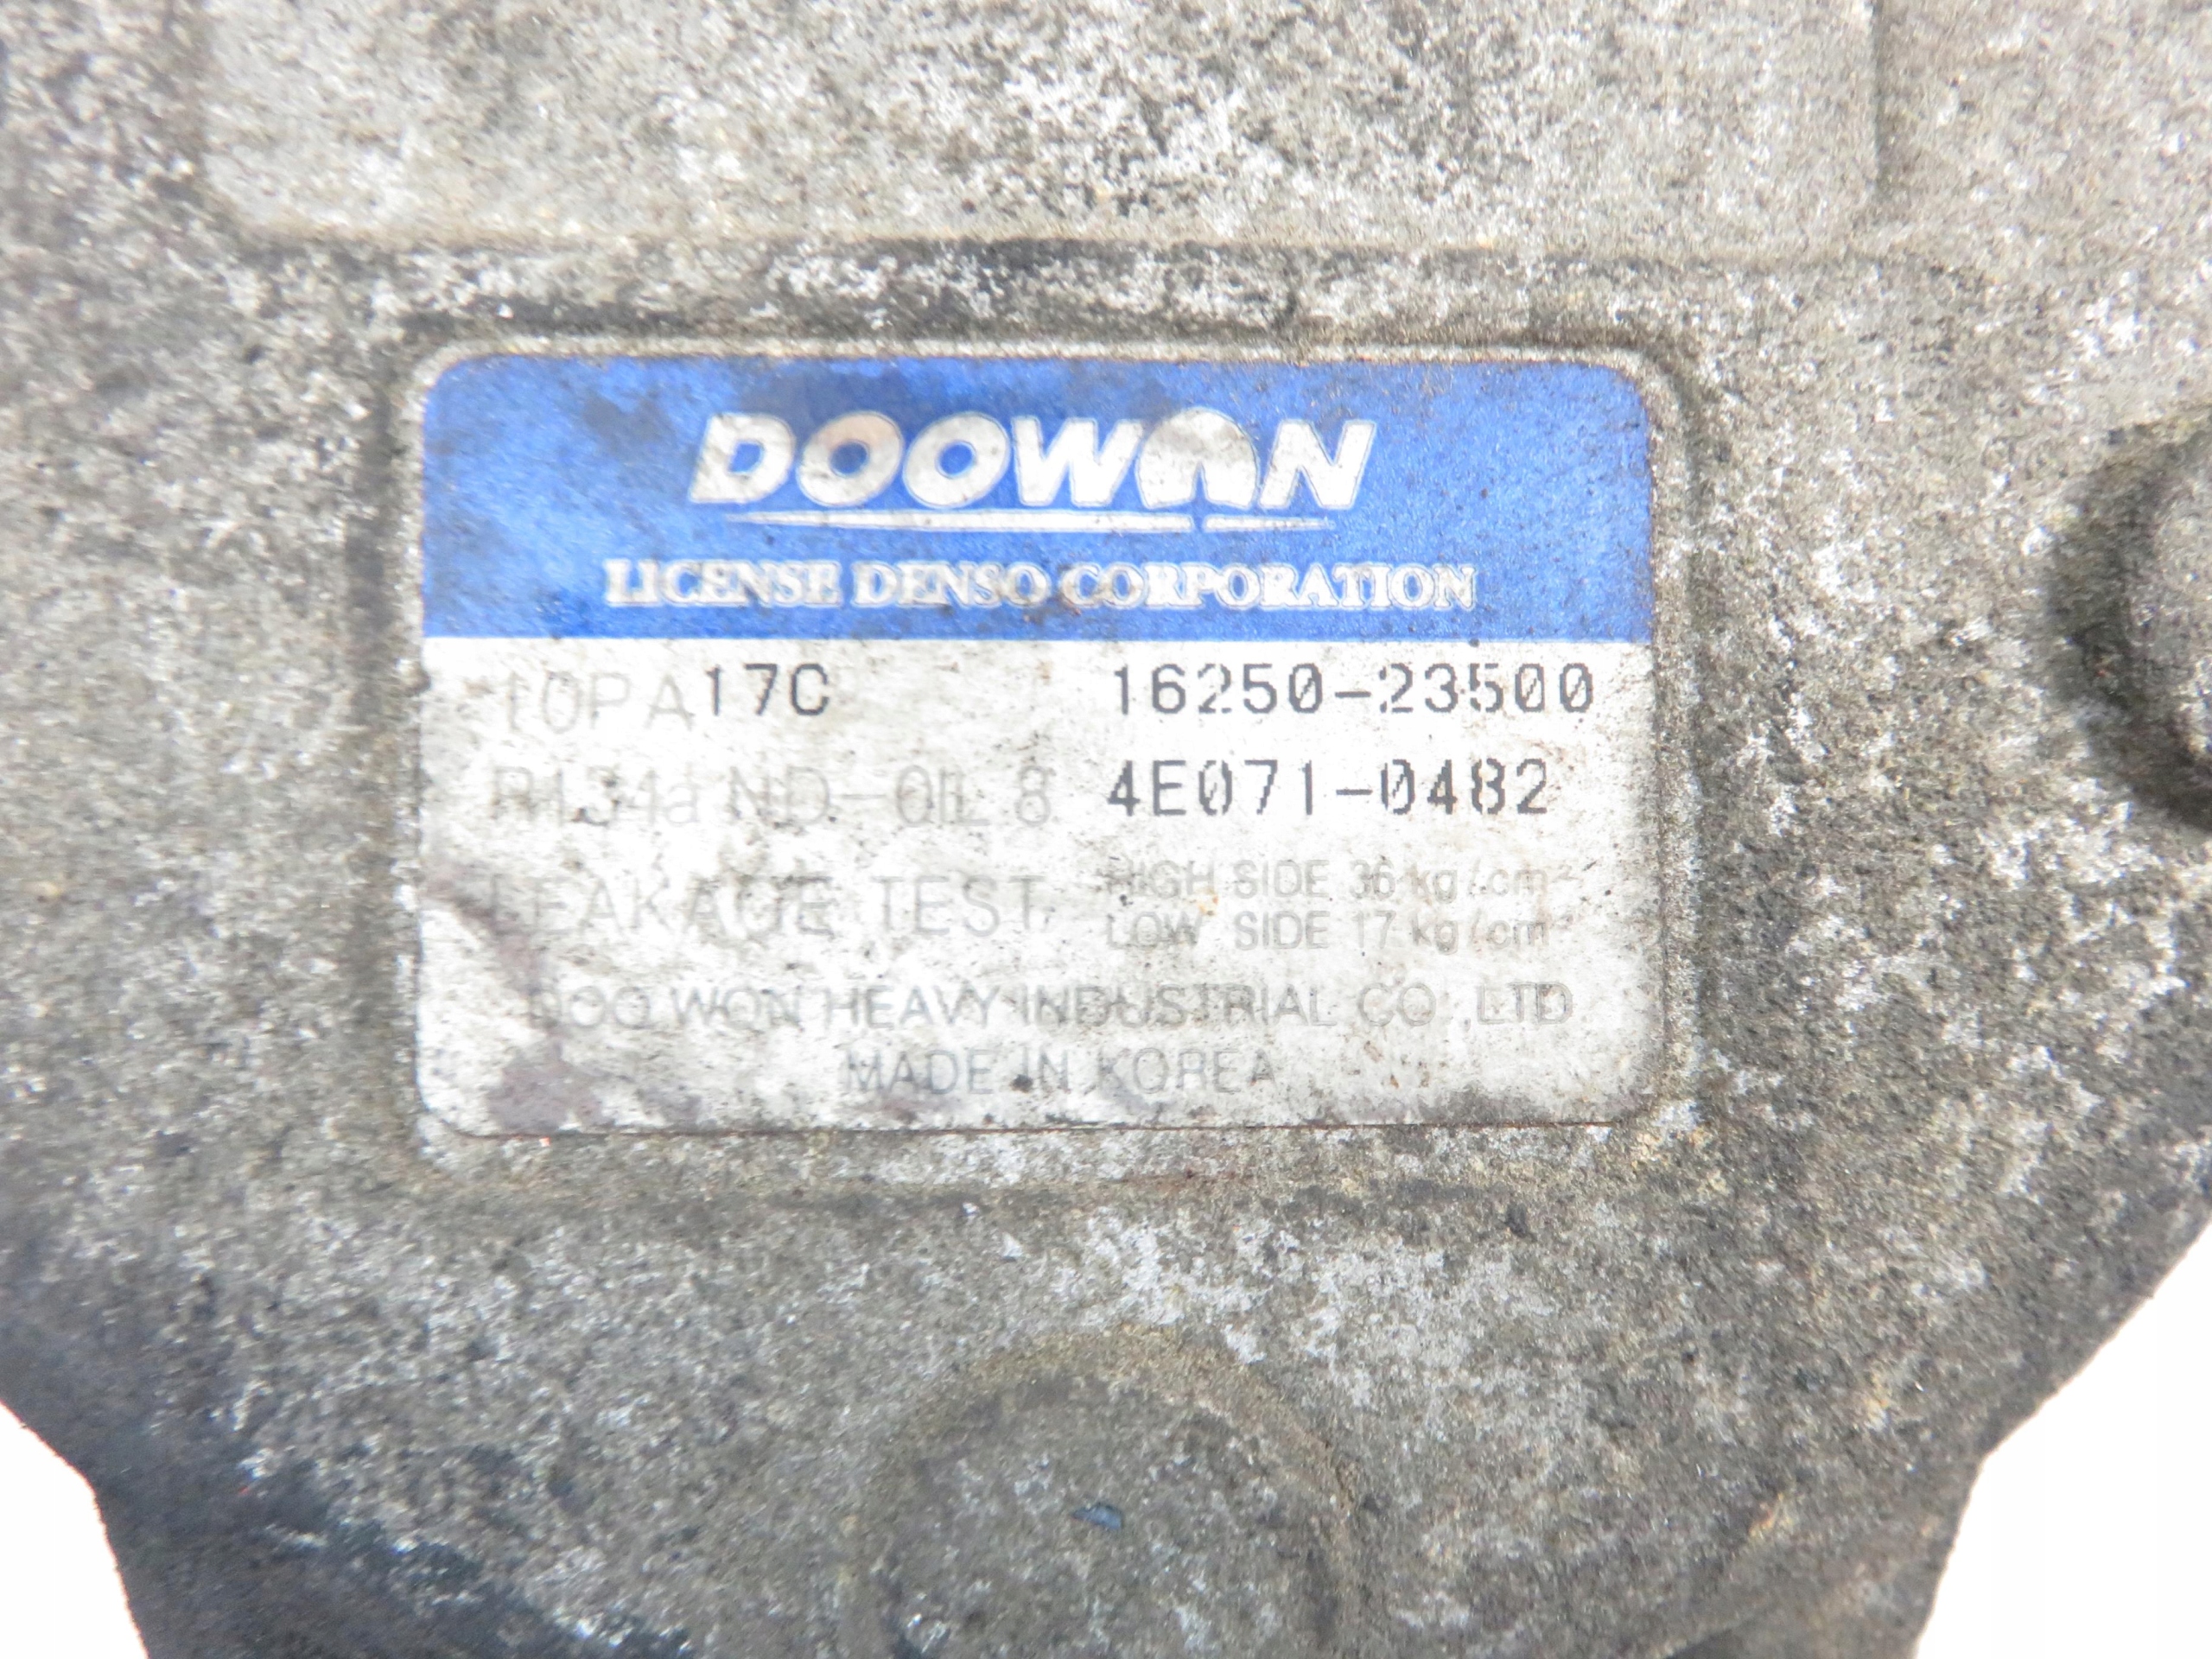 DOOWON
LICENSE DENSO CORPORATION
10PA17C 16250-23500
R134a ND-OIL 8 4E071-0482
LEAKAGE TEST HIGH SIDE 36 kg/cm²
LOW SIDE 17 kg/cm²
DOO WON HEAVY INDUSTRIAL CO.,LTD.
MADE IN KOREA